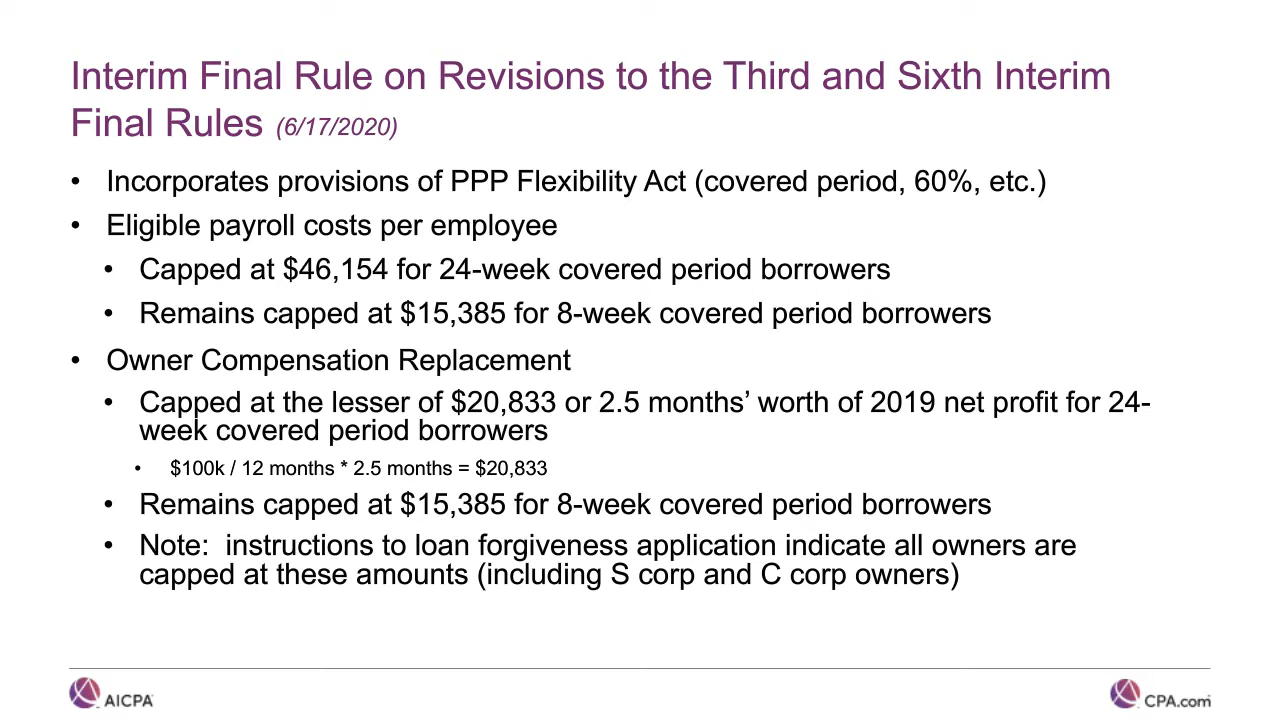 Interim Final Rule on Revisions to the Third and Sixth Interim
Final Rules (6/17/2020)
• Incorporates provisions of PPP Flexibility Act (covered period, 60%, etc.)
• Eligible payroll costs per employee
• Capped at $46,154 for 24-week covered period borrowers
• Remains capped at $15,385 for 8-week covered period borrowers
• Owner Compensation Replacement
• Capped at the lesser of $20,833 or 2.5 months’ worth of 2019 net profit for 24-
week covered period borrowers
• $100k / 12 months * 2.5 months = $20,833
• Remains capped at $15,385 for 8-week covered period borrowers
• Note:  instructions to loan forgiveness application indicate all owners are
capped at these amounts (including S corp and C corp owners)
AICPA
CPA.com